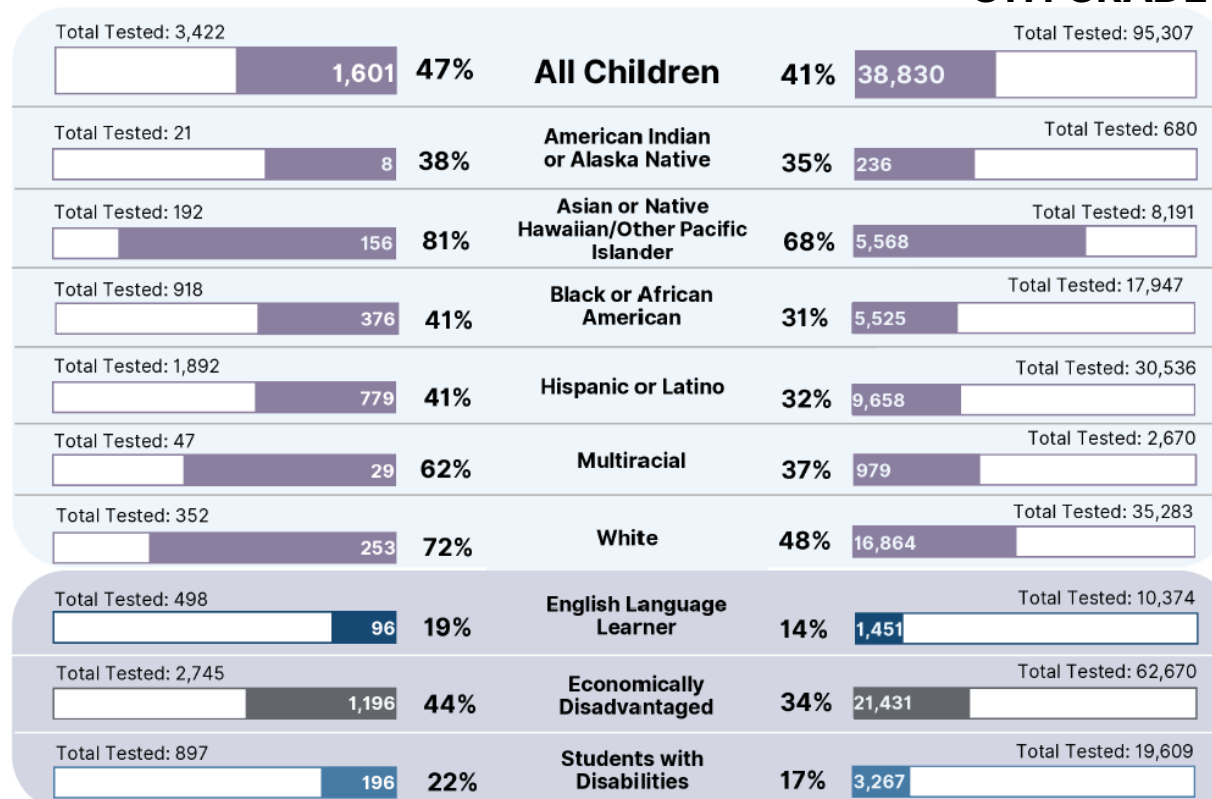 Total Tested: 3,422
Total Tested: 95,307
1,601 47% All Children 41% 38,830
Total Tested: 21
Total Tested: 680
American Indian
or Alaska Native
8 38% 35% 236
Total Tested: 192
Total Tested: 8,191
Asian or Native
Hawaiian/Other Pacific
Islander
156 81% 68% 5,568
Total Tested: 918
Total Tested: 17,947
Black or African
American
376 41% 31% 5,525
Total Tested: 1,892
Total Tested: 30,536
779 41% Hispanic or Latino 32% 9,658
Total Tested: 47
Total Tested: 2,670
29 62% Multiracial 37% 979
Total Tested: 352
Total Tested: 35,283
253 72% White 48% 16,864
Total Tested: 498
Total Tested: 10,374
English Language
Learner
96 19% 14% 1,451
Total Tested: 2,745
Total Tested: 62,670
Economically
Disadvantaged
1,196 44% 34% 21,431
Total Tested: 897
Total Tested: 19,609
Students with
Disabilities
196 22% 17% 3,267